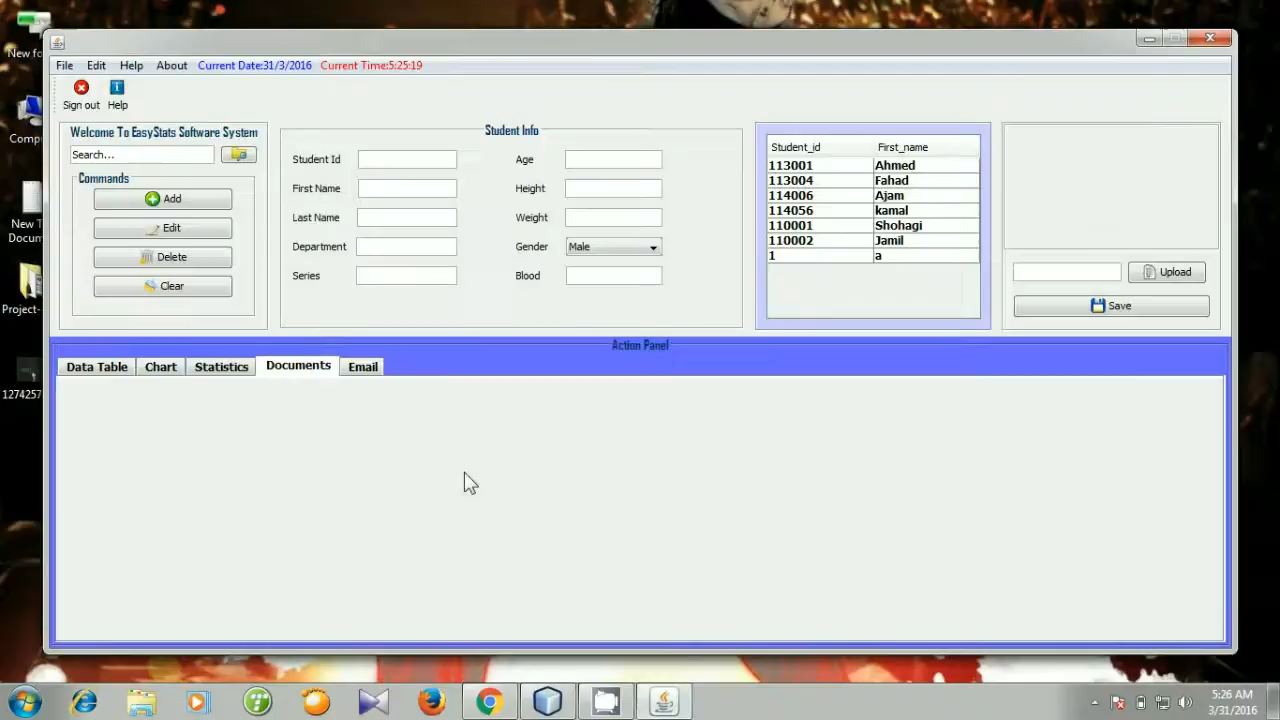 New fo
Comp
New T
Docum
Project-
1274257
File Edit Help About Current Date:31/3/2016 Current Time:5:25:19
Sign out Help
Welcome To EasyStats Software System
Search...
Commands
Add
Edit
Delete
Clear
Student Info
Student Id
First Name
Last Name
Department
Series
Age
Height
Weight
Gender Male
Blood
Student_id First_name
113001 Ahmed
113004 Fahad
114006 Ajam
114056 kamal
110001 Shohagi
110002 Jamil
1 a
Upload
Save
Action Panel
Data Table Chart Statistics Documents Email
5:26 AM
3/31/2016